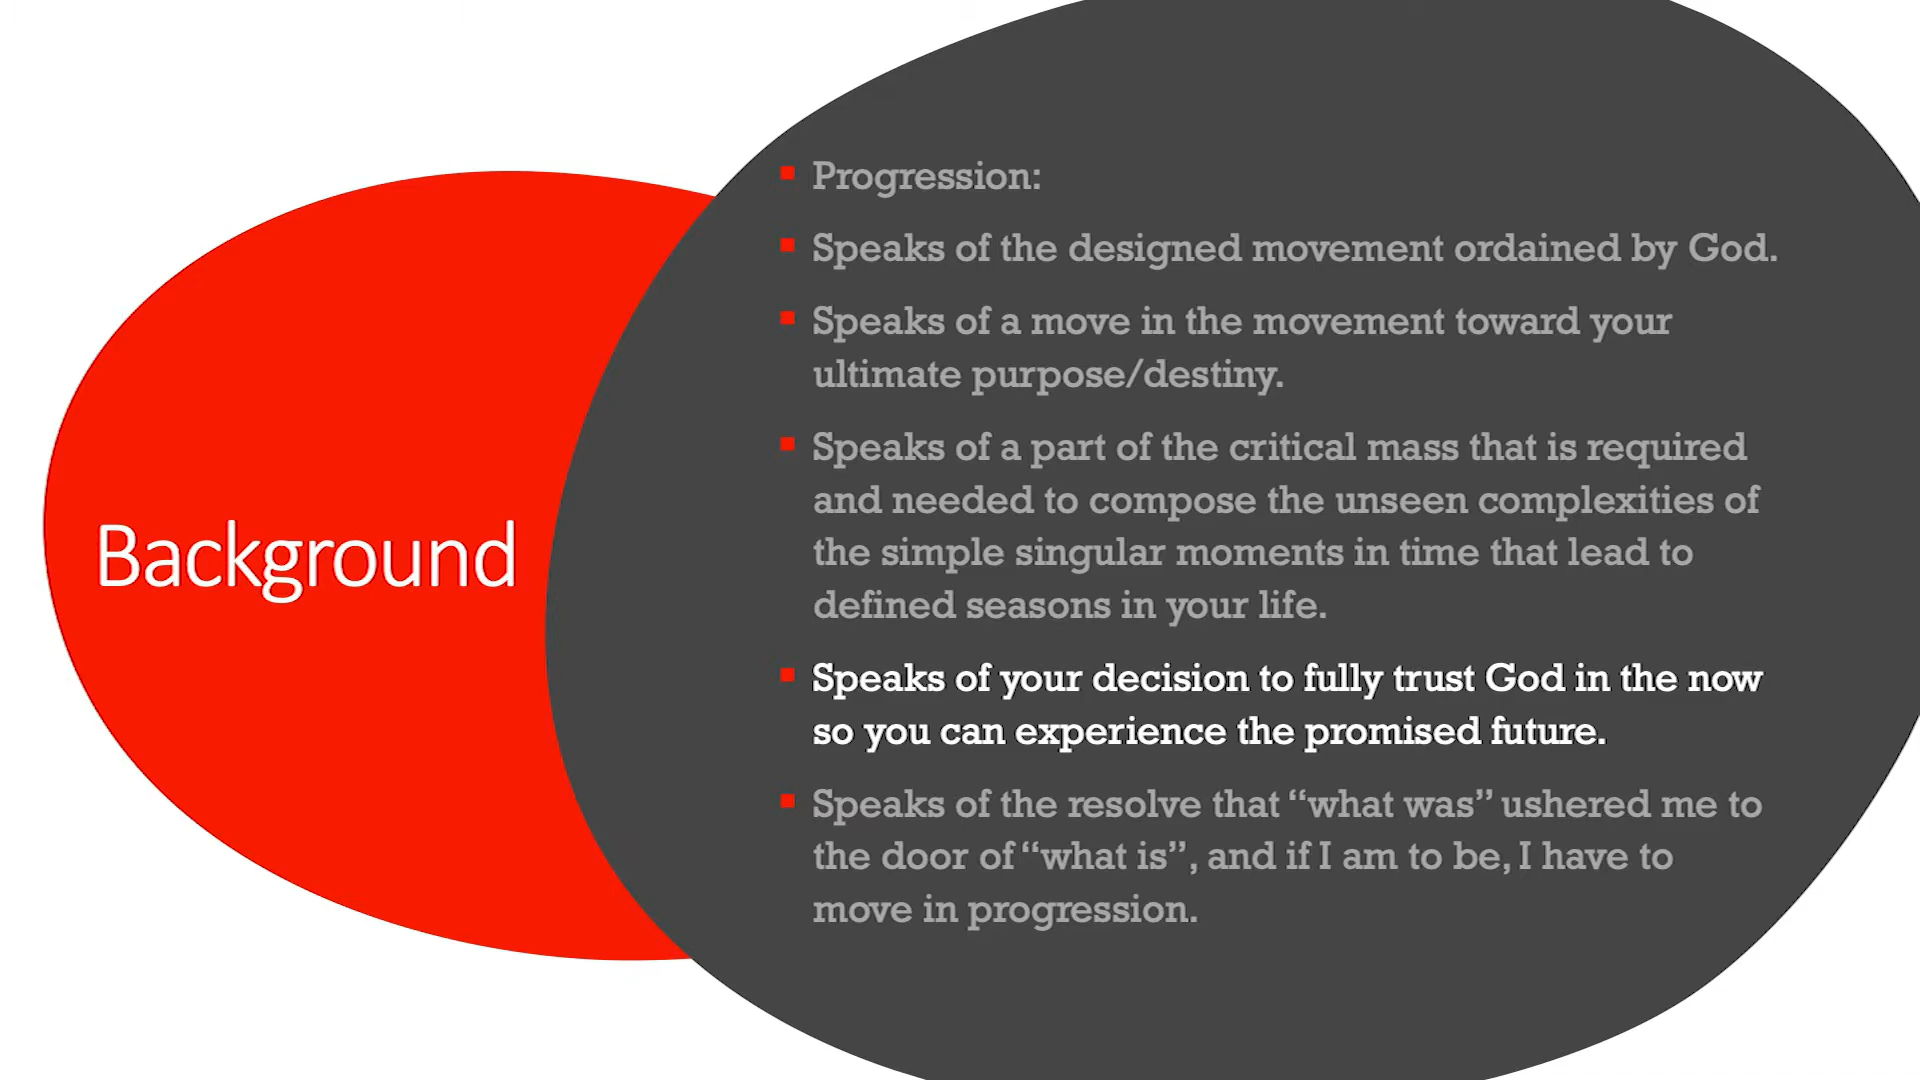 Background
Progression:
Speaks of the designed movement ordained by God.
Speaks of a move in the movement toward your
ultimate purpose/destiny.
Speaks of a part of the critical mass that is required
and needed to compose the unseen complexities of
the simple singular moments in time that lead to
defined seasons in your life.
Speaks of your decision to fully trust God in the now
so you can experience the promised future.
Speaks of the resolve that “what was” ushered me to
the door of “what is”, and if I am to be, I have to
move in progression.